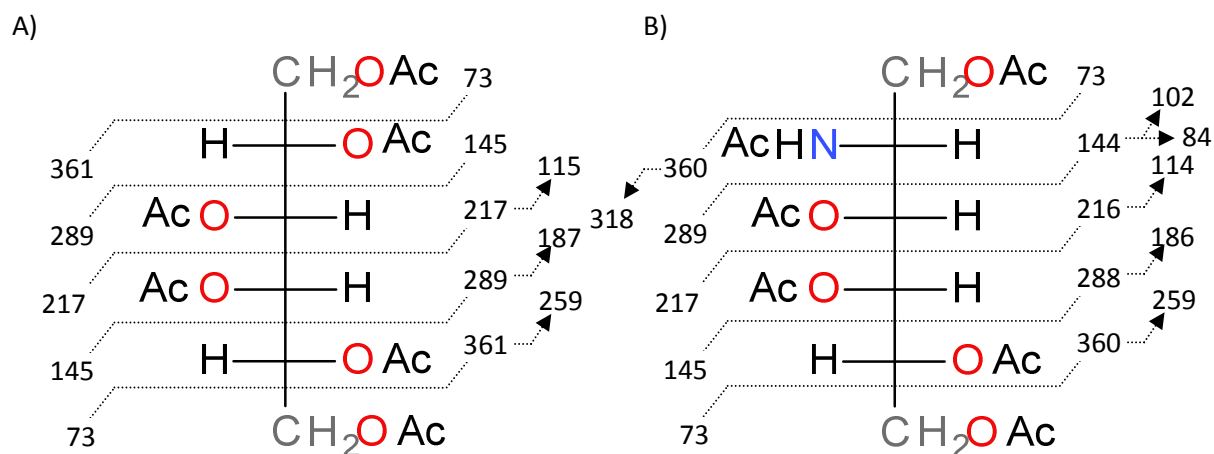 A)
CH2OAc
73
H OAc
361
145
115
AcO H
289
217
187
AcO H
217
289
259
H OAc
145
361
73
CH2OAc
B)
CH2OAc
73
102
AcHN H
360
144
84
318
114
AcO H
289
216
186
AcO H
217
288
259
H OAc
145
360
73
CH2OAc